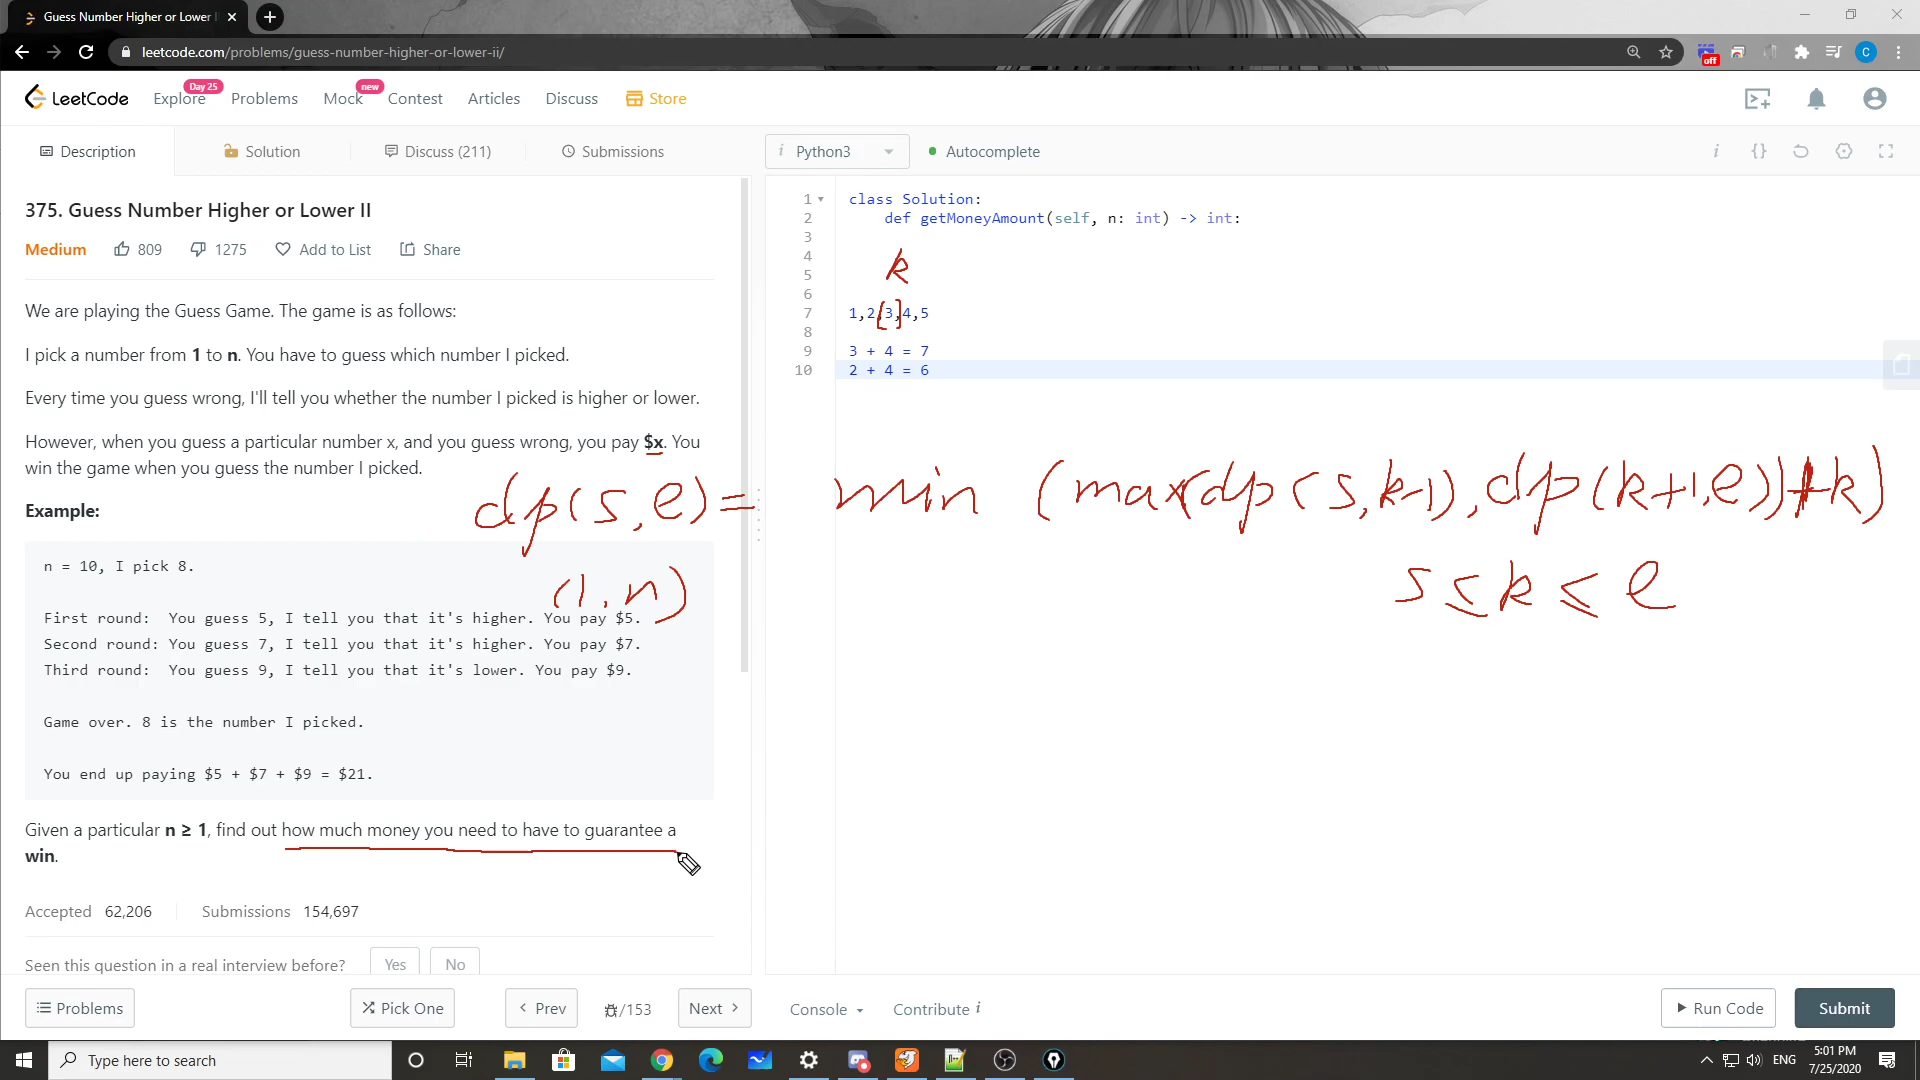 Guess Number Higher or Lower I
leetcode.com/problems/guess-number-higher-or-lower-ii/
off
C
LeetCode
Explore
Day 25
Problems
Mock
new
Contest
Articles
Discuss
Store
Description
Solution
Discuss (211)
Submissions
i Python3
Autocomplete
i {}
375. Guess Number Higher or Lower II
Medium 809 1275 Add to List Share
We are playing the Guess Game. The game is as follows:
I pick a number from 1 to n. You have to guess which number I picked.
Every time you guess wrong, I'll tell you whether the number I picked is higher or lower.
However, when you guess a particular number x, and you guess wrong, you pay $x. You
win the game when you guess the number I picked.
Example:
n = 10, I pick 8.
First round: You guess 5, I tell you that it's higher. You pay $5.
Second round: You guess 7, I tell you that it's higher. You pay $7.
Third round: You guess 9, I tell you that it's lower. You pay $9.
Game over. 8 is the number I picked.
You end up paying $5 + $7 + $9 = $21.
Given a particular n ≥ 1, find out how much money you need to have to guarantee a
win.
Accepted 62,206 Submissions 154,697
Seen this question in a real interview before? Yes No
1 class Solution:
2 def getMoneyAmount(self, n: int) -> int:
3
4
5
6
7 1,2,3,4,5
8
9 3 + 4 = 7
10 2 + 4 = 6
k
[ ]
dp(s,e) = min (max(dp(s,k-1),dp(k+1,e))+k)
(1,n)
s ≤ k ≤ e
Problems
Pick One
Prev
/153
Next
Console
Contribute i
Run Code
Submit
Type here to search
ENG
5:01 PM
7/25/2020